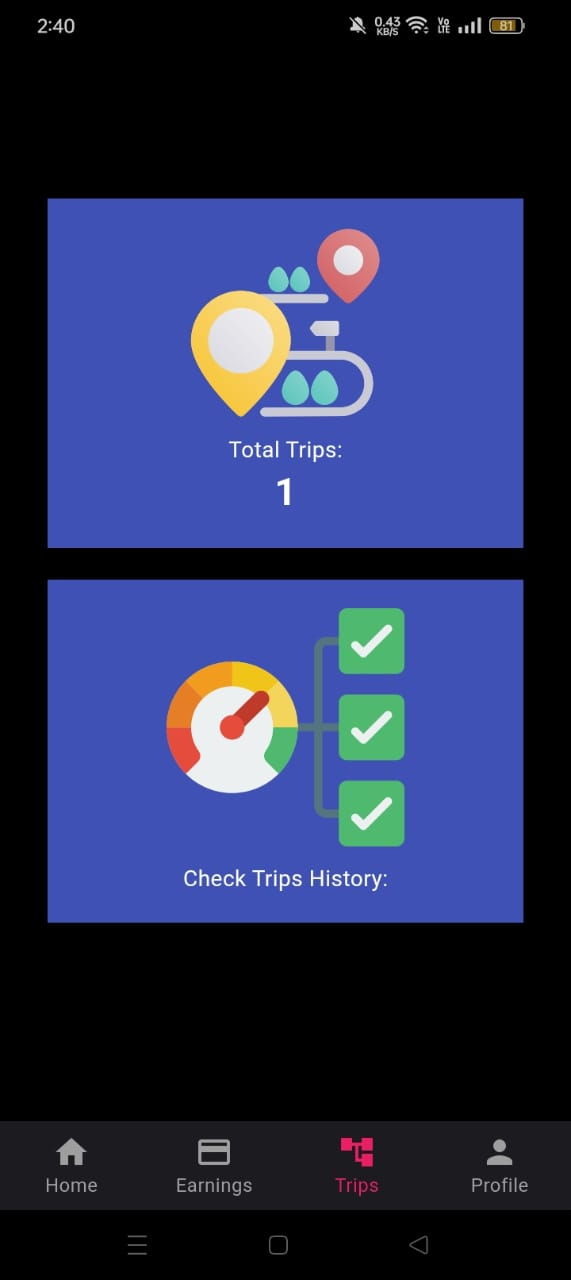 2:40
0.43
KB/S
Vo
LTE
81
Total Trips:
1
Check Trips History:
Home
Earnings
Trips
Profile